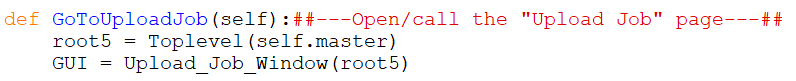 def GoToUploadJob(self):##---Open/call the "Upload Job" page---##
    root5 = Toplevel(self.master)
    GUI = Upload_Job_Window(root5)